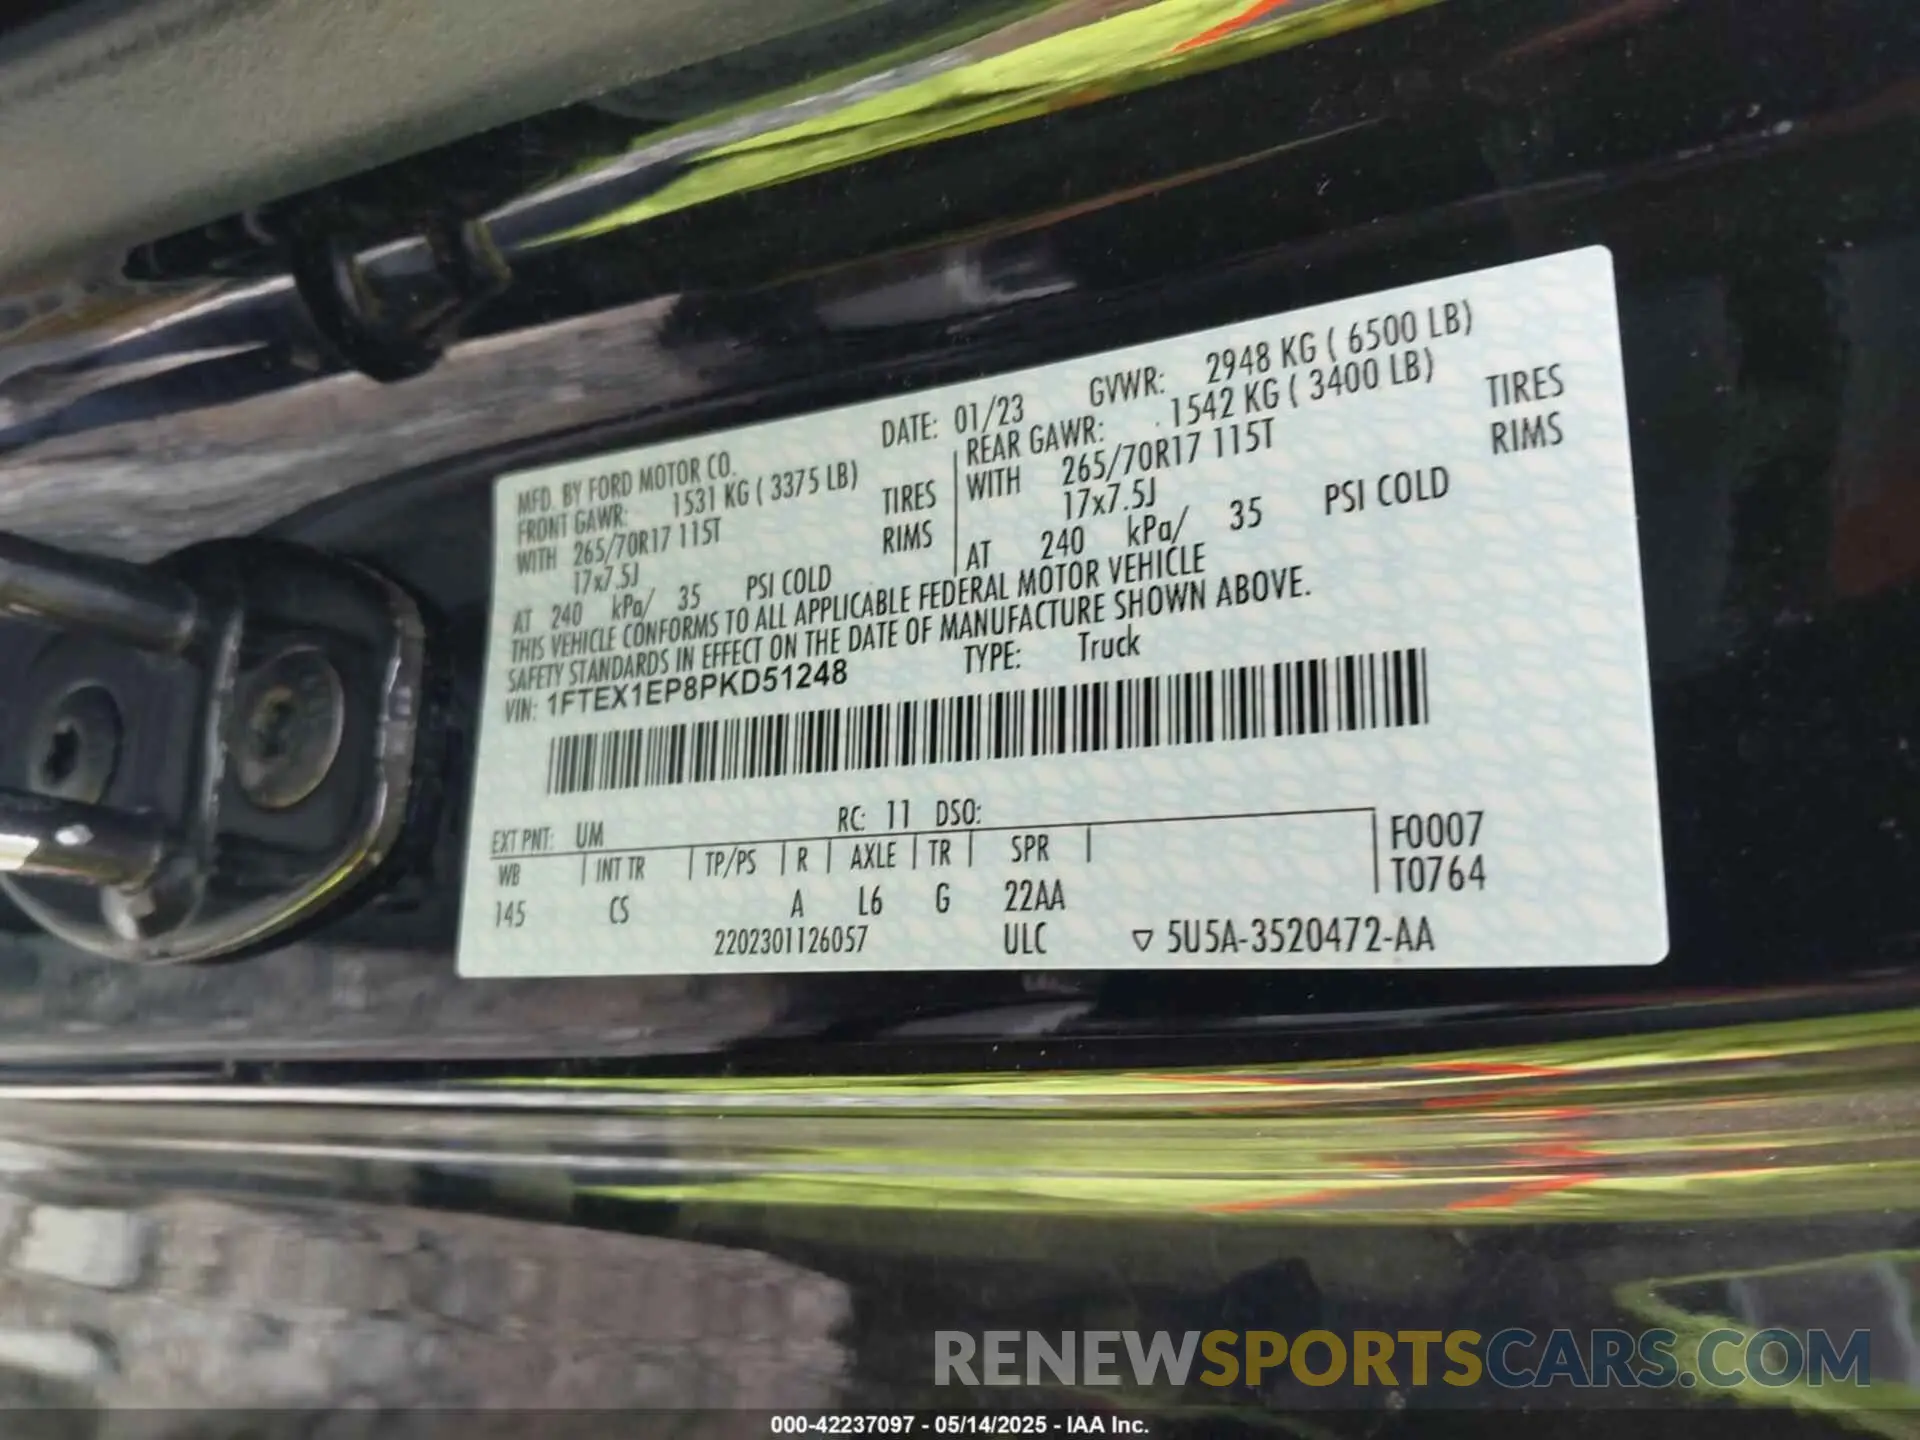 MFD. BY FORD MOTOR CO. DATE: 01/23 GVWR: 2948 KG ( 6500 LB)
FRONT GAWR: 1531 KG ( 3375 LB) REAR GAWR: 1542 KG ( 3400 LB)
WITH 265/70R17 115T TIRES WITH 265/70R17 115T TIRES
17x7.5J RIMS 17x7.5J RIMS
AT 240 kPa/ 35 PSI COLD AT 240 kPa/ 35 PSI COLD
THIS VEHICLE CONFORMS TO ALL APPLICABLE FEDERAL MOTOR VEHICLE
SAFETY STANDARDS IN EFFECT ON THE DATE OF MANUFACTURE SHOWN ABOVE.
VIN: 1FTEX1EP8PKD51248 TYPE: Truck
EXT PNT: UM RC: 11 DSO:
WB INT TR TP/PS R AXLE TR SPR F0007
145 CS A L6 G 22AA T0764
2202301126057 ULC ▽ 5U5A-3520472-AA
RENEWSPORTSCARS.COM
000-42237097 - 05/14/2025 - IAA Inc.